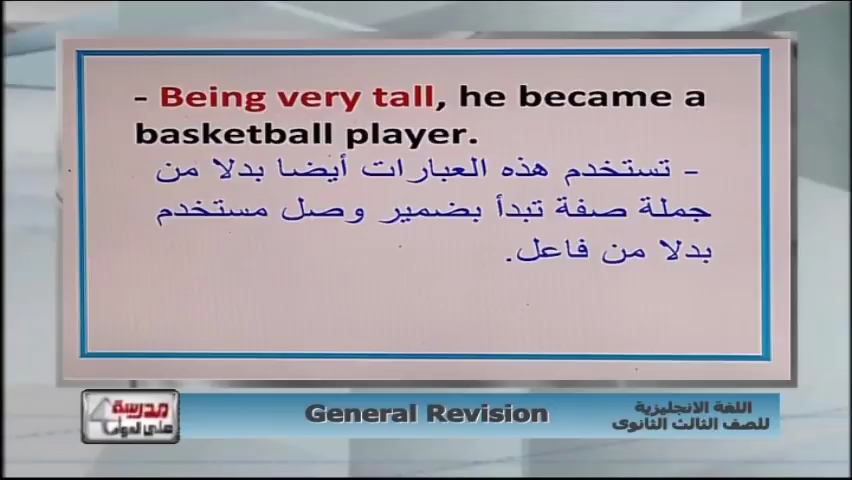 - Being very tall, he became a
basketball player.
- تستخدم هذه العبارات أيضا بدلا من
جملة صفة تبدأ بضمير وصل مستخدم
بدلا من فاعل.
مدرسة
على الهواء
General Revision
اللغة الانجليزية
للصف الثالث الثانوى